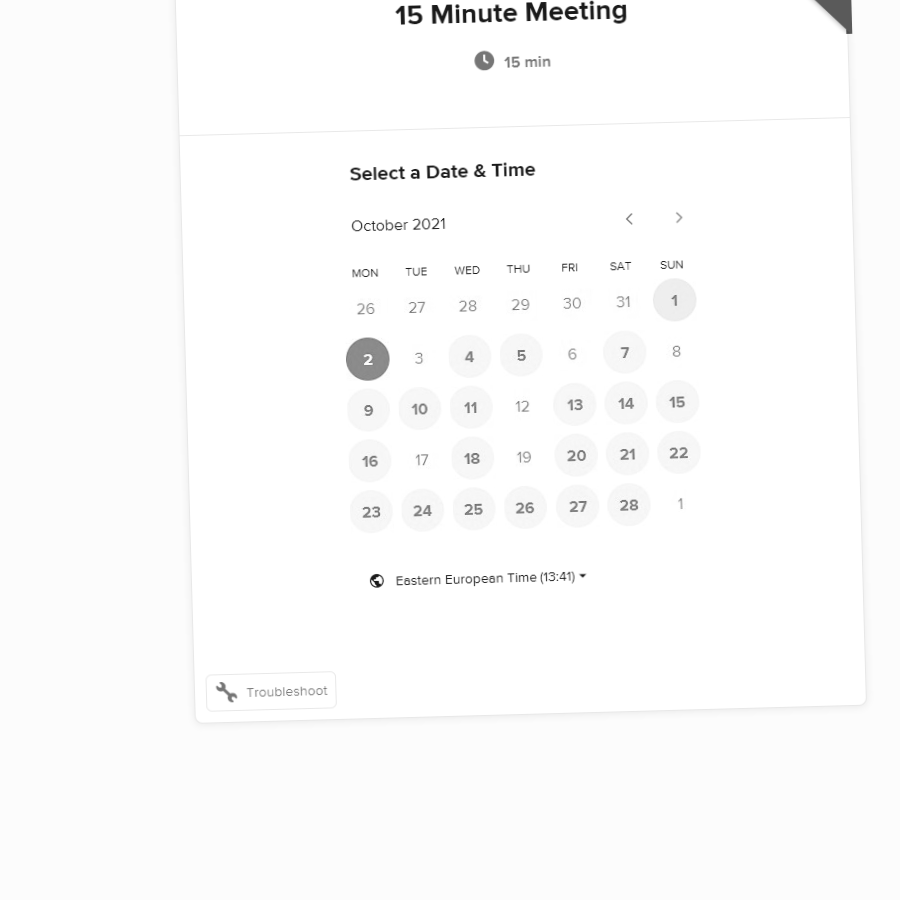 15 Minute Meeting
15 min
Select a Date & Time
October 2021
MON TUE WED THU FRI SAT SUN
26 27 28 29 30 31 1
2 3 4 5 6 7 8
9 10 11 12 13 14 15
16 17 18 19 20 21 22
23 24 25 26 27 28 1
Eastern European Time (13:41)
Troubleshoot